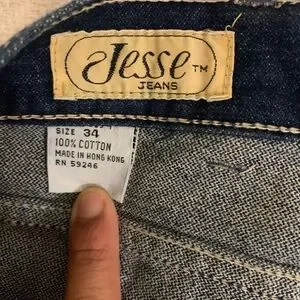 Jesse™
JEANS
SIZE 34
100% COTTON
MADE IN HONG KONG
RN 59246